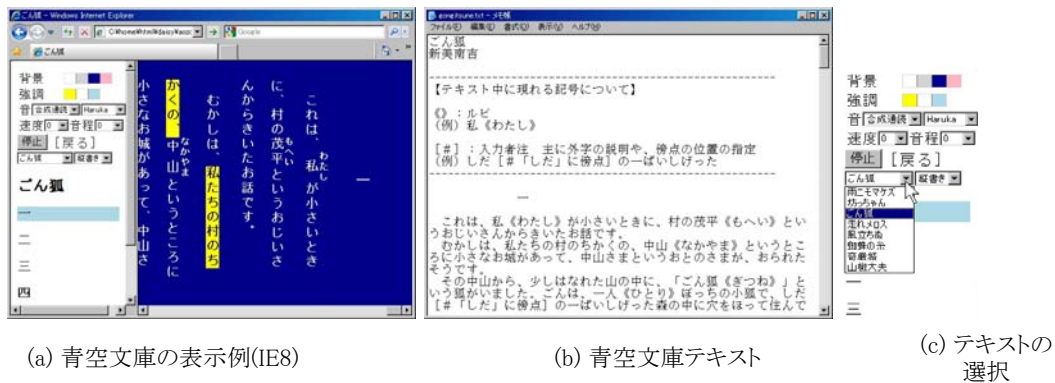 ごん狐 - Windows Internet Explorer
Google
ごん狐
背景
強調
音 合成通読 Haruka
速度 0 音程 0
停止 [戻る]
ごん狐 縦書き
ごん狐
一
二
三
四
一
これは、私が小さいとき
わたし
に、村の茂平というおじいさ
もへい
んからきいたお話です。
むかしは、私たちの村のち
かくの、中山というところに
なかやま
小さなお城があって、中山さ
(a) 青空文庫の表示例(IE8)
gongitsune.txt - メモ帳
ファイル(F) 編集(E) 書式(O) 表示(V) ヘルプ(H)
ごん狐
新美南吉
-------------------------------------------------------
【テキスト中に現れる記号について】
《》：ルビ
（例）私《わたし》
［＃］：入力者注　主に外字の説明や、傍点の位置の指定
（例）しだ［＃「しだ」に傍点］の一ぱいしげった
-------------------------------------------------------
一
これは、私《わたし》が小さいときに、村の茂平《もへい》とい
うおじいさんからきいたお話です。
むかしは、私たちの村のちかくの、中山《なかやま》というとこ
ろに小さなお城があって、中山さまというおとのさまが、おられた
そうです。
その中山から、少しはなれた山の中に、「ごん狐《ぎつね》」と
いう狐がいました。ごんは、一人《ひとり》ぼっちの小狐で、しだ
［＃「しだ」に傍点］の一ぱいしげった森の中に穴をほって住んで
(b) 青空文庫テキスト
背景
強調
音 合成通読 Haruka
速度 0 音程 0
停止 [戻る]
ごん狐 縦書き
雨ニモマケズ
坊っちゃん
ごん狐
走れメロス
風立ちぬ
蜘蛛の糸
山椒大夫
二
三
(c) テキストの
選択